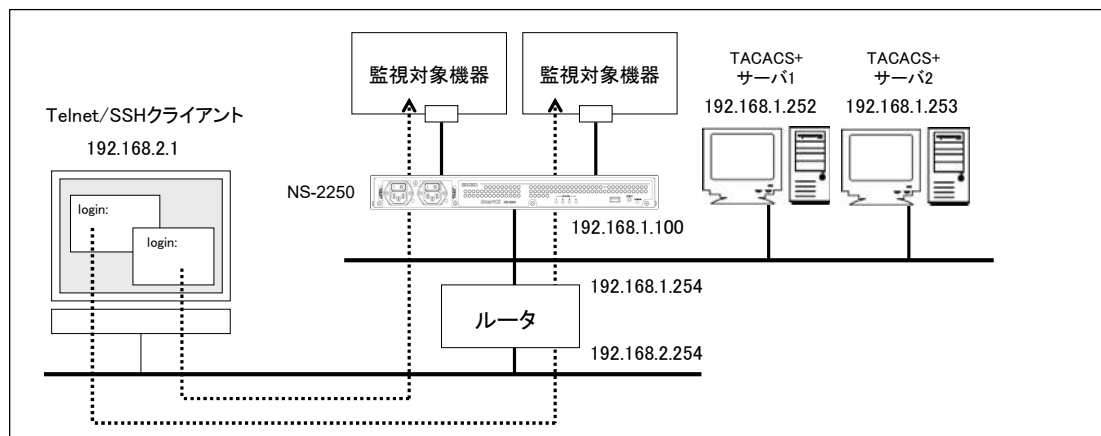 監視対象機器
監視対象機器
TACACS+
サーバ1
TACACS+
サーバ2
192.168.1.252
192.168.1.253
Telnet/SSHクライアント
192.168.2.1
login:
login:
NS-2250
192.168.1.100
192.168.1.254
ルータ
192.168.2.254